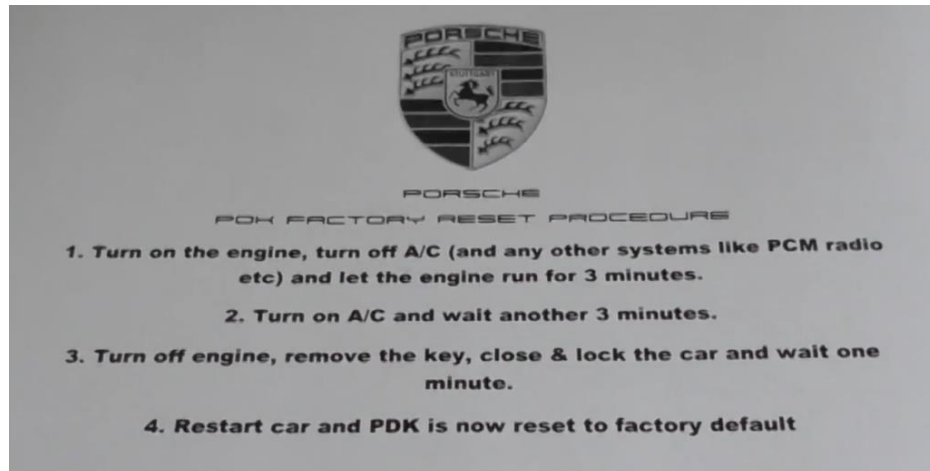 PORSCHE
STUTTGART
PORSCHE
PDK FACTORY RESET PROCEDURE
1. Turn on the engine, turn off A/C (and any other systems like PCM radio
etc) and let the engine run for 3 minutes.
2. Turn on A/C and wait another 3 minutes.
3. Turn off engine, remove the key, close & lock the car and wait one
minute.
4. Restart car and PDK is now reset to factory default